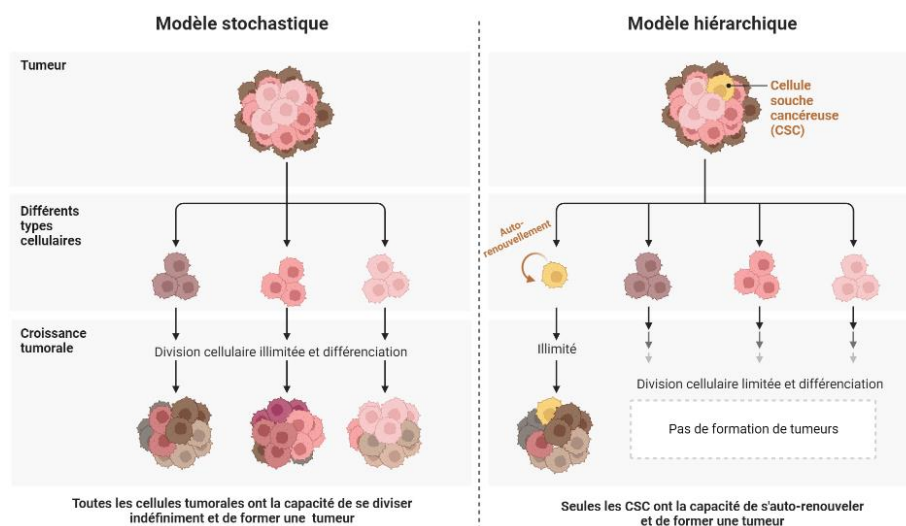 Modèle stochastique
Tumeur
Différents
types
cellulaires
Croissance
tumorale
Division cellulaire illimitée et différenciation
Toutes les cellules tumorales ont la capacité de se diviser
indéfiniment et de former une tumeur
Modèle hiérarchique
Cellule
souche
cancéreuse
(CSC)
Auto-
renouvellement
Illimité
Division cellulaire limitée et différenciation
Pas de formation de tumeurs
Seules les CSC ont la capacité de s'auto-renouveler
et de former une tumeur